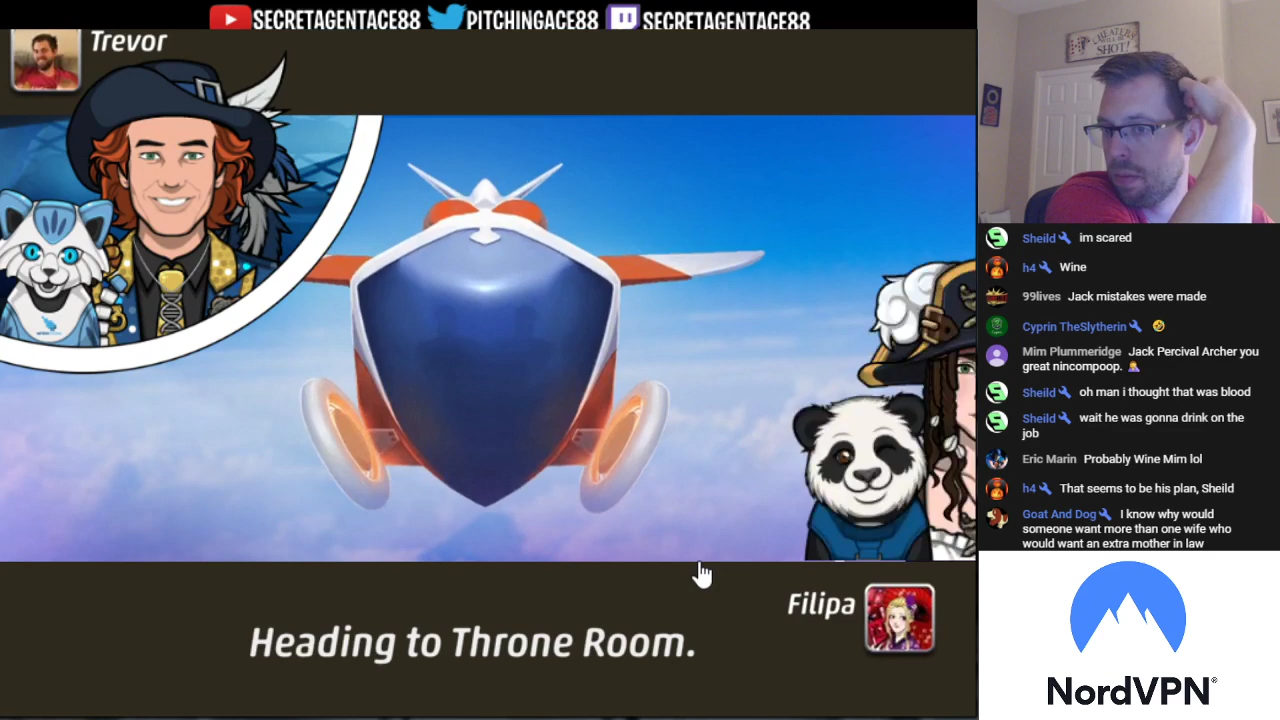 SECRETAGENTACE88 PITCHINGACE88 SECRETAGENTACE88
Trevor
SHOT!
Sheild im scared
h4 Wine
99lives Jack mistakes were made
Cyprin TheSlytherin
Mim Plummeridge Jack Percival Archer you
great nincompoop.
Sheild oh man i thought that was blood
Sheild wait he was gonna drink on the
job
Eric Marin Probably Wine Mim lol
h4 That seems to be his plan, Sheild
Goat And Dog I know why would
someone want more than one wife who
would want an extra mother in law
Filipa
Heading to Throne Room.
NordVPN®